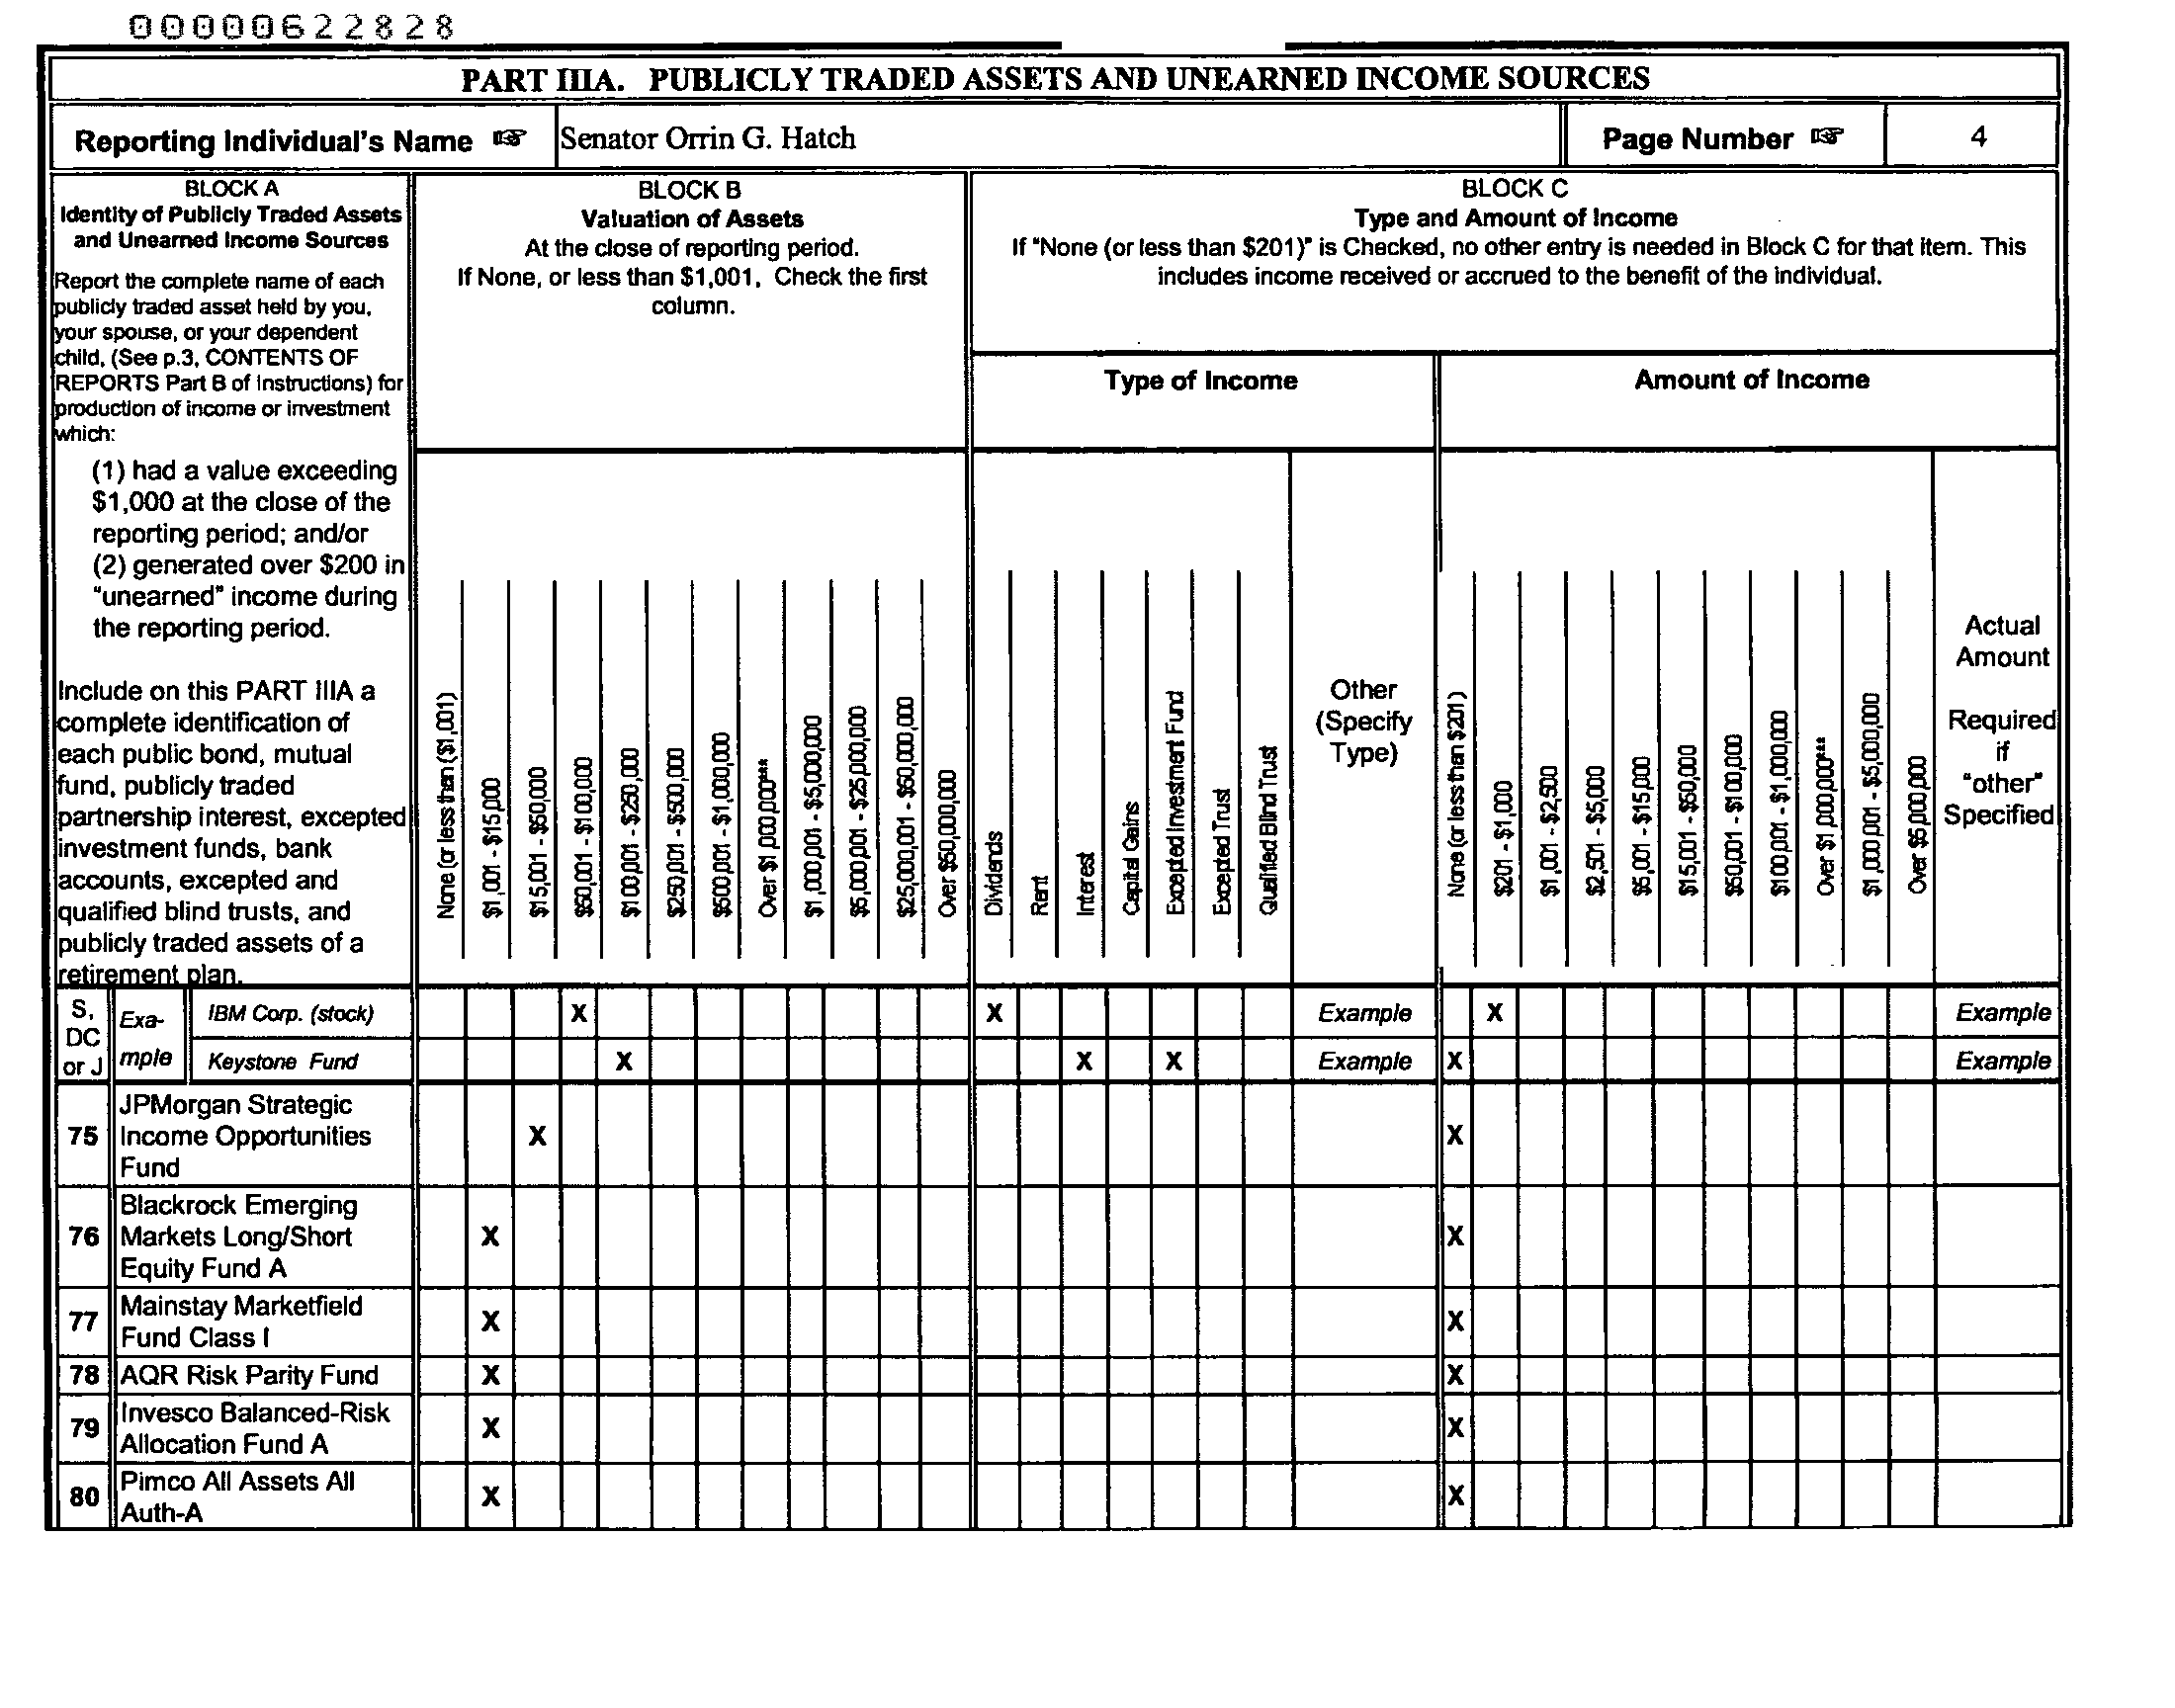 00000622828
PART IIIA. PUBLICLY TRADED ASSETS AND UNEARNED INCOME SOURCES
Reporting Individual's Name ☞ Senator Orrin G. Hatch Page Number ☞ 4
BLOCK A
Identity of Publicly Traded Assets
and Unearned Income Sources
Report the complete name of each
publicly traded asset held by you,
your spouse, or your dependent
child, (See p.3, CONTENTS OF
REPORTS Part B of Instructions) for
production of income or investment
which:
(1) had a value exceeding
$1,000 at the close of the
reporting period; and/or
(2) generated over $200 in
"unearned" income during
the reporting period.
Include on this PART IIIA a
complete identification of
each public bond, mutual
fund, publicly traded
partnership interest, excepted
investment funds, bank
accounts, excepted and
qualified blind trusts, and
publicly traded assets of a
retirement plan.
BLOCK B
Valuation of Assets
At the close of reporting period.
If None, or less than $1,001, Check the first
column.
None (or less than ($1,001)
$1,001 - $15,000
$15,001 - $50,000
$50,001 - $100,000
$100,001 - $250,000
$250,001 - $500,000
$500,001 - $1,000,000
Over $1,000,000***
$1,000,001 - $5,000,000
$5,000,001 - $25,000,000
$25,000,001 - $50,000,000
Over $50,000,000
BLOCK C
Type and Amount of Income
If "None (or less than $201)" is Checked, no other entry is needed in Block C for that item. This
includes income received or accrued to the benefit of the individual.
Type of Income
Dividends
Rent
Interest
Capital Gains
Excepted Investment Fund
Excepted Trust
Qualified Blind Trust
Other
(Specify
Type)
Amount of Income
None (or less than $201)
$201 - $1,000
$1,001 - $2,500
$2,501 - $5,000
$5,001 - $15,000
$15,001 - $50,000
$50,001 - $100,000
$100,001 - $1,000,000
Over $1,000,000***
$1,000,001 - $5,000,000
Over $5,000,000
Actual
Amount
Required
if
"other"
Specified
S,
DC
or J
Exa-
mple
IBM Corp. (stock) X X Example X Example
Keystone Fund X X X Example X Example
75 JPMorgan Strategic
Income Opportunities
Fund
X X
76 Blackrock Emerging
Markets Long/Short
Equity Fund A
X X
77 Mainstay Marketfield
Fund Class I
X X
78 AQR Risk Parity Fund X X
79 Invesco Balanced-Risk
Allocation Fund A
X X
80 Pimco All Assets All
Auth-A
X X